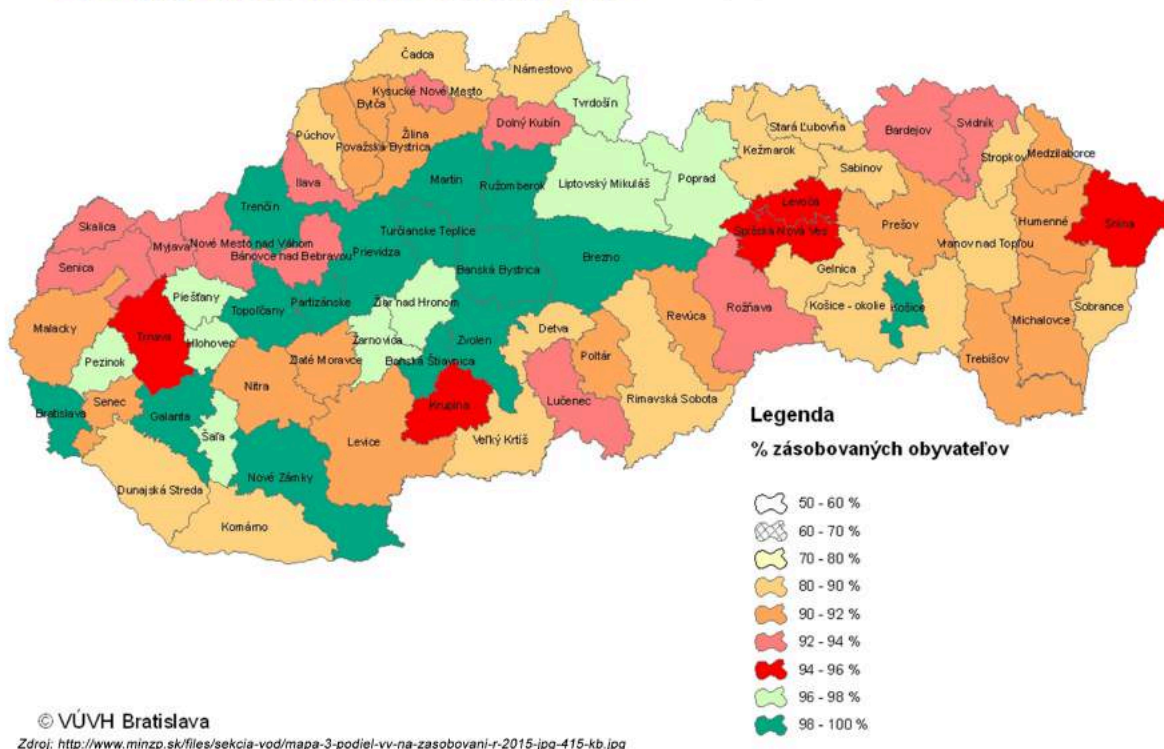 Čadca
Námestovo
Kysucké Nové Mesto
Bytča
Tvrdošín
Púchov
Žilina
Považská Bystrica
Dolný Kubín
Stará Ľubovňa
Bardejov
Svidník
Kežmarok
Stropkov
Medzilaborce
Sabinov
Ilava
Martin
Ružomberok
Liptovský Mikuláš
Poprad
Trenčín
Levoča
Snina
Skalica
Turčianske Teplice
Spišská Nová Ves
Prešov
Humenné
Myjava
Nové Mesto nad Váhom
Bánovce nad Bebravou
Prievidza
Vranov nad Topľou
Senica
Banská Bystrica
Brezno
Gelnica
Piešťany
Topoľčany
Partizánske
Žiar nad Hronom
Rožňava
Košice - okolie
Košice
Sobrance
Malacky
Trnava
Hlohovec
Žarnovica
Zvolen
Detva
Revúca
Michalovce
Pezinok
Zlaté Moravce
Banská Štiavnica
Poltár
Trebišov
Nitra
Bratislava
Senec
Galanta
Krupina
Lučenec
Rimavská Sobota
Šaľa
Levice
Veľký Krtíš
Dunajská Streda
Nové Zámky
Komárno
Legenda
% zásobovaných obyvateľov
50 - 60 %
60 - 70 %
70 - 80 %
80 - 90 %
90 - 92 %
92 - 94 %
94 - 96 %
96 - 98 %
98 - 100 %
© VÚVH Bratislava
Zdroj: http://www.minzp.sk/files/sekcia-vod/mapa-3-podiel-vv-na-zasobovani-r-2015-jpg-415-kb.jpg